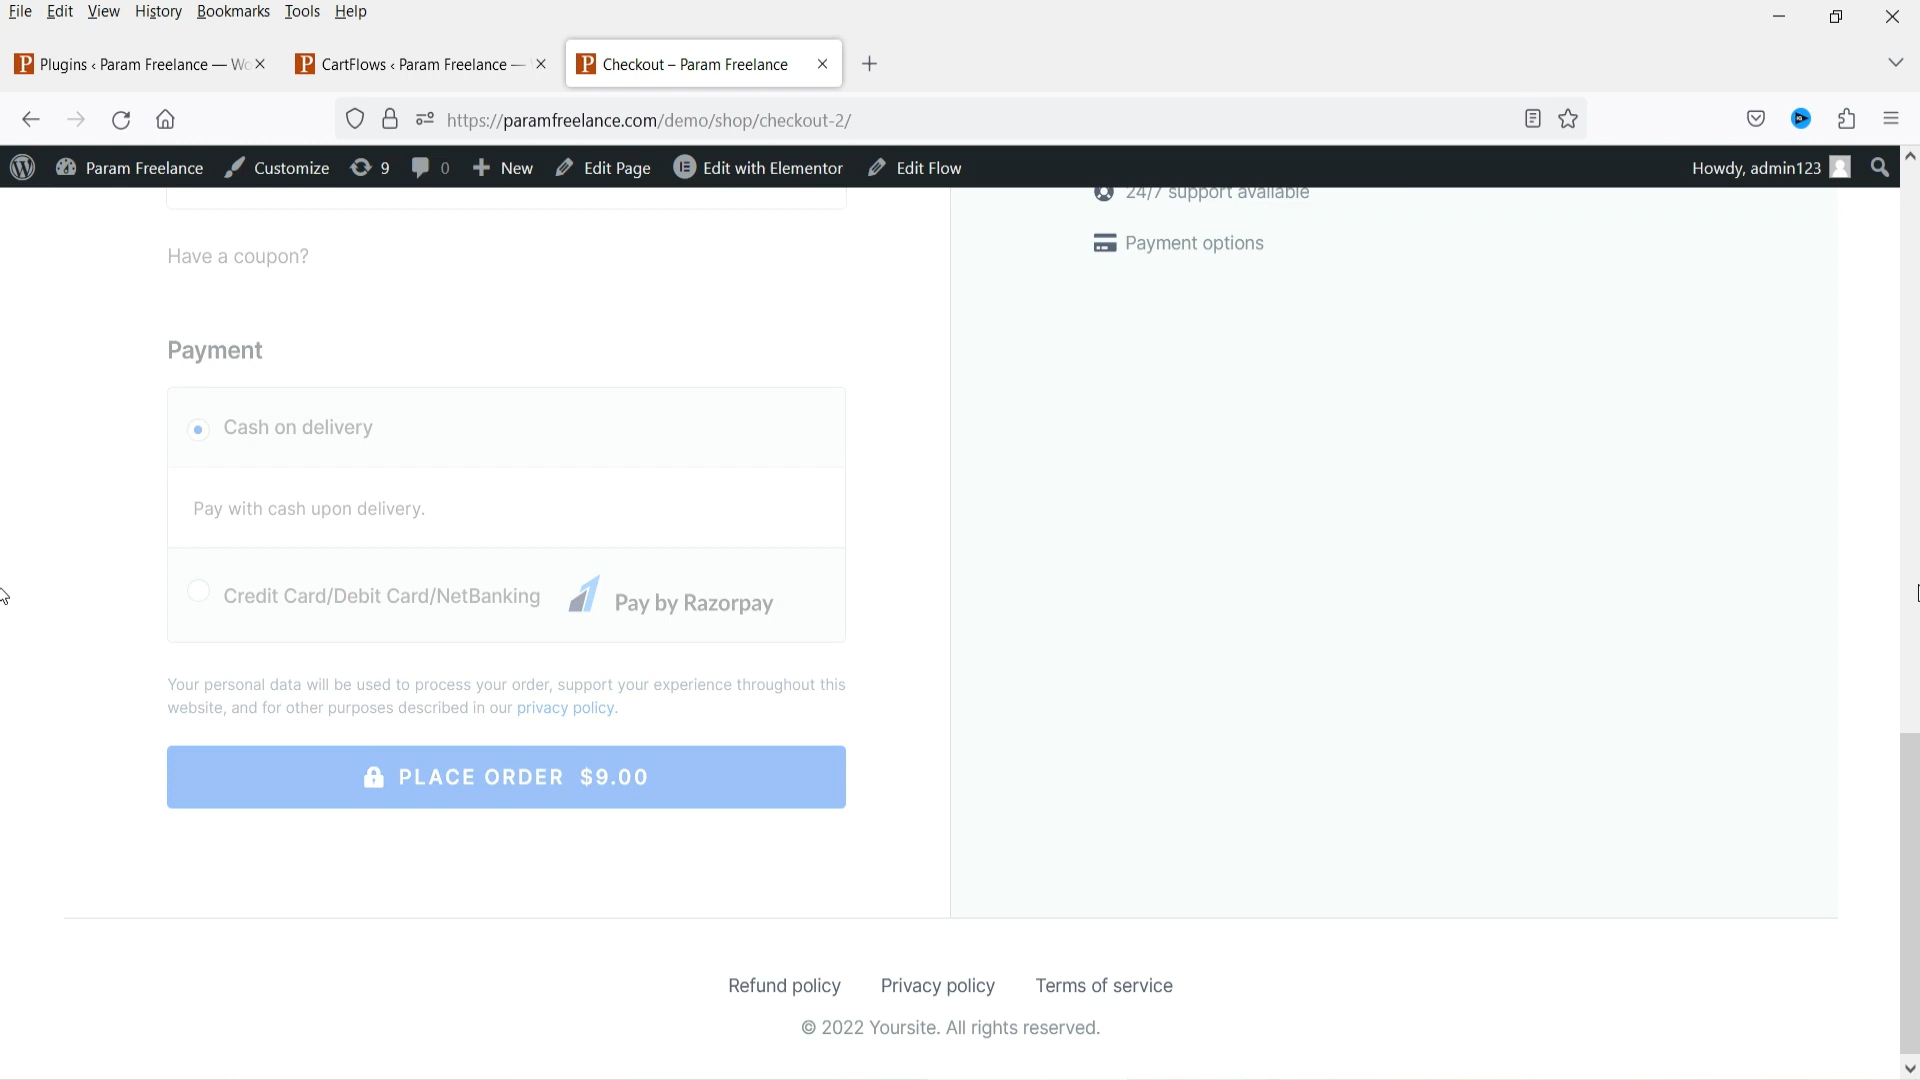 File Edit View History Bookmarks Tools Help
Plugins ‹ Param Freelance — Wo
CartFlows ‹ Param Freelance —
Checkout – Param Freelance
https://paramfreelance.com/demo/shop/checkout-2/
Param Freelance Customize 9 0 New Edit Page Edit with Elementor Edit Flow Howdy, admin123
24/7 support available
Payment options
Have a coupon?
Payment
Cash on delivery
Pay with cash upon delivery.
Credit Card/Debit Card/NetBanking Pay by Razorpay
Your personal data will be used to process your order, support your experience throughout this
website, and for other purposes described in our privacy policy.
PLACE ORDER $9.00
Refund policy Privacy policy Terms of service
© 2022 Yoursite. All rights reserved.